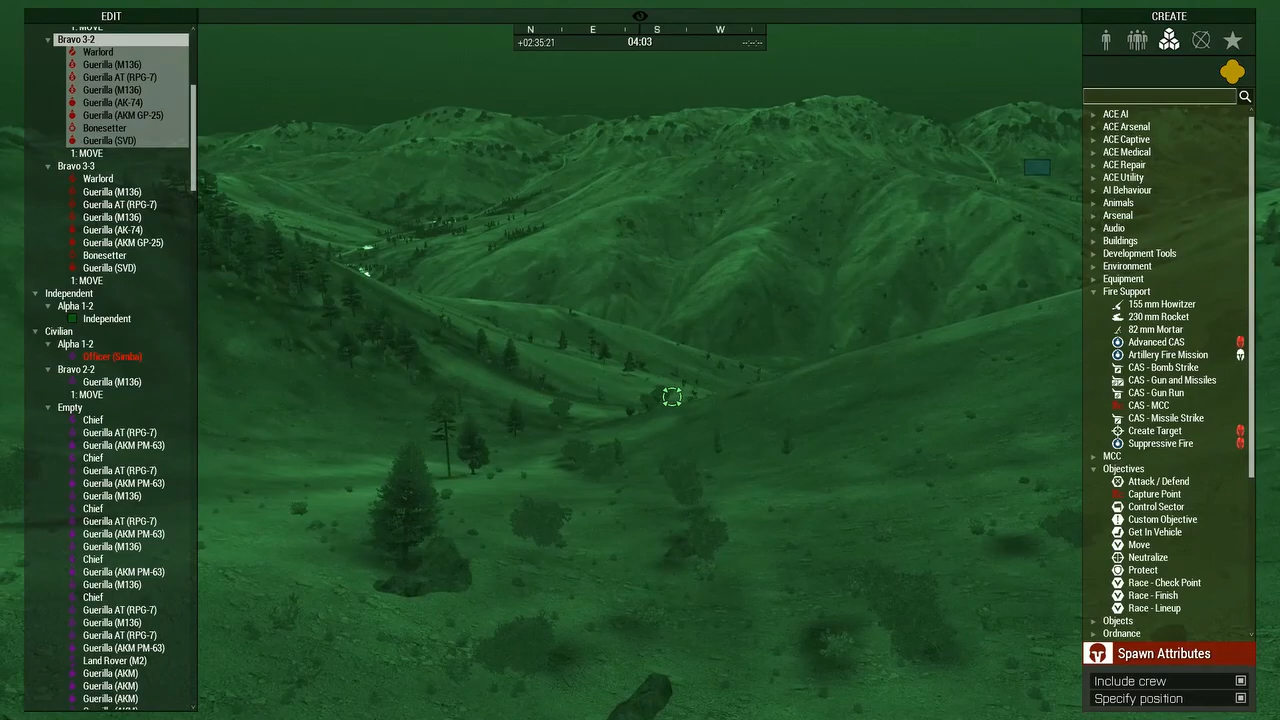 EDIT
1: MOVE
Bravo 3-2
Warlord
Guerilla (M136)
Guerilla AT (RPG-7)
Guerilla (M136)
Guerilla (AK-74)
Guerilla (AKM GP-25)
Bonesetter
Guerilla (SVD)
1: MOVE
Bravo 3-3
Warlord
Guerilla (M136)
Guerilla AT (RPG-7)
Guerilla (M136)
Guerilla (AK-74)
Guerilla (AKM GP-25)
Bonesetter
Guerilla (SVD)
1: MOVE
Independent
Alpha 1-2
Independent
Civilian
Alpha 1-2
Officer (Simba)
Bravo 2-2
Guerilla (M136)
1: MOVE
Empty
Chief
Guerilla AT (RPG-7)
Guerilla (AKM PM-63)
Chief
Guerilla AT (RPG-7)
Guerilla (AKM PM-63)
Guerilla (M136)
Chief
Guerilla AT (RPG-7)
Guerilla (AKM PM-63)
Guerilla (M136)
Chief
Guerilla (AKM PM-63)
Guerilla (M136)
Chief
Guerilla AT (RPG-7)
Guerilla (M136)
Guerilla AT (RPG-7)
Guerilla (AKM PM-63)
Land Rover (M2)
Guerilla (AKM)
Guerilla (AKM)
Guerilla (AKM)
N E S W
+02:35:21 04:03 --:--:--
CREATE
ACE AI
ACE Arsenal
ACE Captive
ACE Medical
ACE Repair
ACE Utility
AI Behaviour
Animals
Arsenal
Audio
Buildings
Development Tools
Environment
Equipment
Fire Support
155 mm Howitzer
230 mm Rocket
82 mm Mortar
Advanced CAS
Artillery Fire Mission
CAS - Bomb Strike
CAS - Gun and Missiles
CAS - Gun Run
CAS - MCC
CAS - Missile Strike
Create Target
Suppressive Fire
MCC
Objectives
Attack / Defend
Capture Point
Control Sector
Custom Objective
Get In Vehicle
Move
Neutralize
Protect
Race - Check Point
Race - Finish
Race - Lineup
Objects
Ordnance
Spawn Attributes
Include crew
Specify position